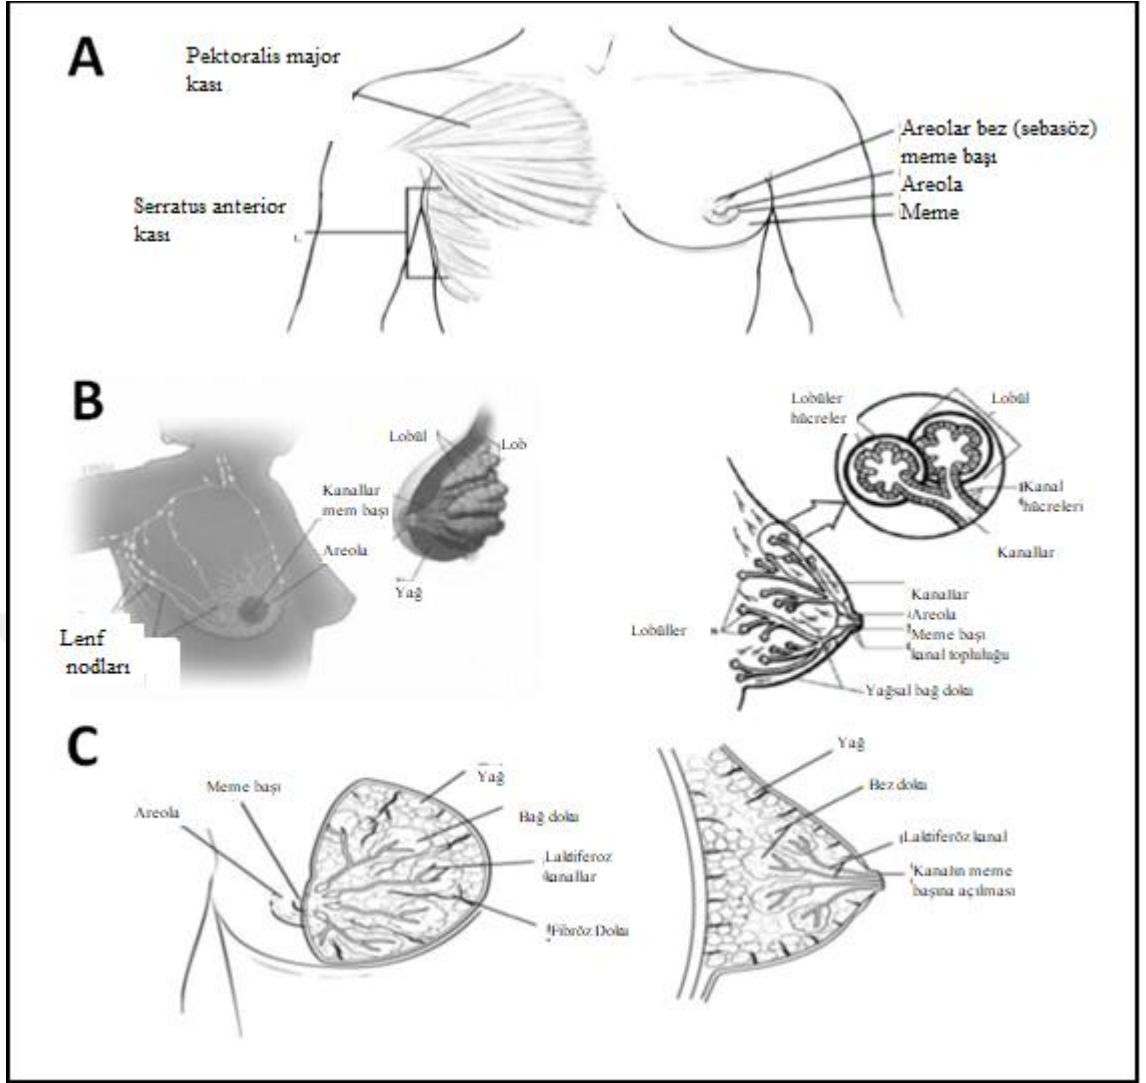 A
Pektoralis major
kası
Serratus anterior
kası
Areolar bez (sebasöz)
meme başı
Areola
Meme
B
Lobül
Lob
Kanallar
mem başı
Areola
Yağ
Lenf
nodları
Lobüler
hücreler
Lobül
Kanal
hücreleri
Kanallar
Lobüller
Kanallar
Areola
Meme başı
kanal topluluğu
Yağsal bağ doku
C
Meme başı
Areola
Yağ
Bağ doku
Laktiferoz
kanallar
Fibröz Doku
Yağ
Bez doku
Laktiferöz kanal
Kanalın meme
başına açılması